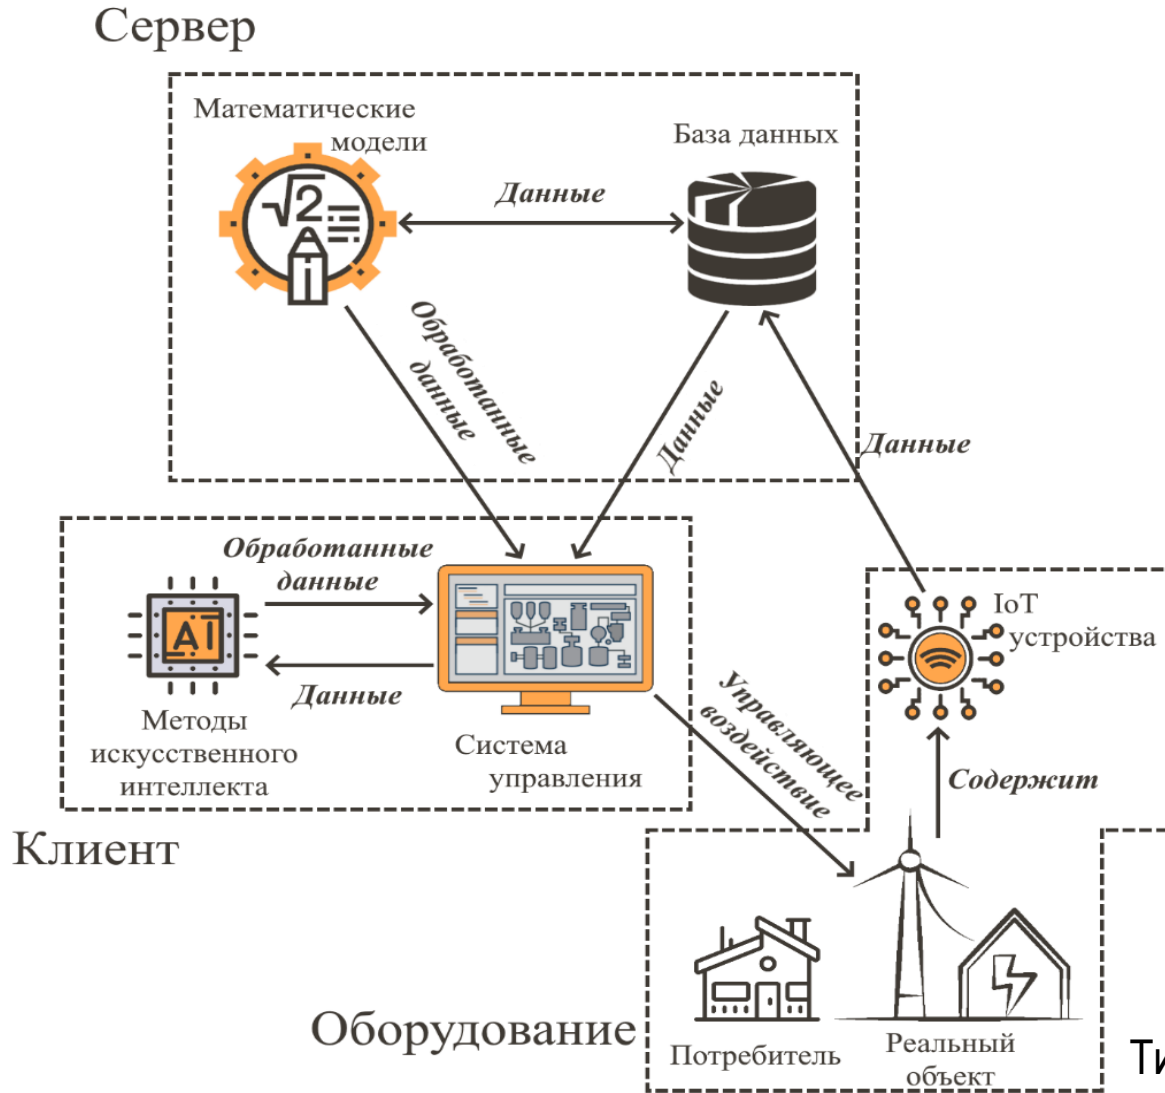 Сервер
Математические
модели
База данных
Данные
Обработанные
данные
Данные
Данные
Обработанные
данные
Данные
IoT
устройства
Методы
искусственного
интеллекта
Система
управления
Управляющее
воздействие
Содержит
Клиент
Оборудование
Потребитель
Реальный
объект